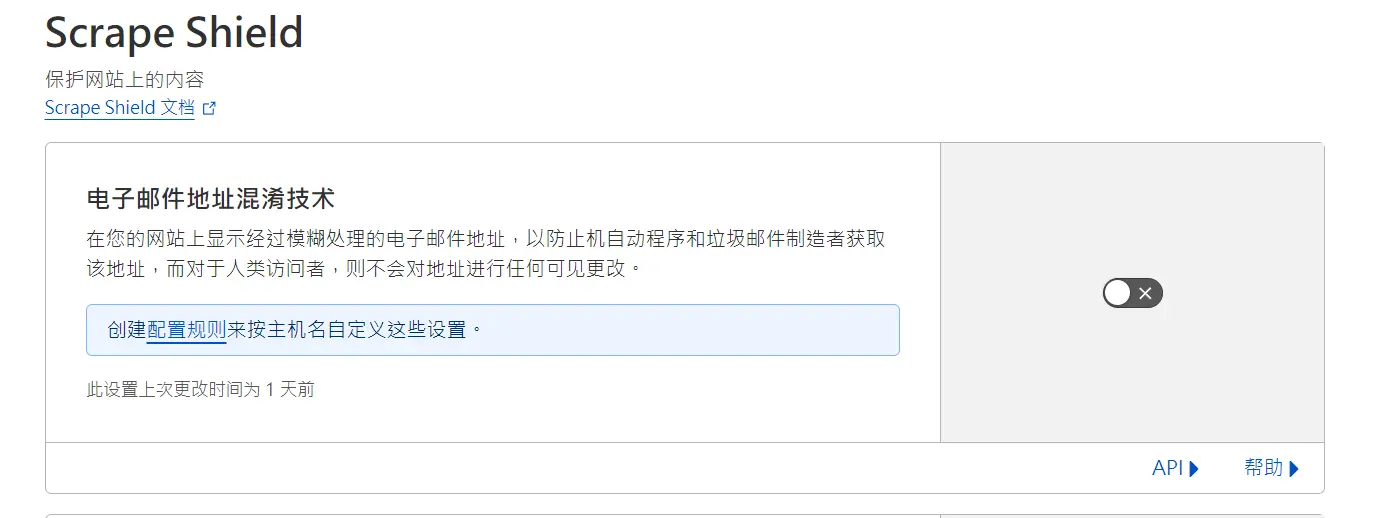 Scrape Shield
保护网站上的内容
Scrape Shield 文档
电子邮件地址混淆技术
在您的网站上显示经过模糊处理的电子邮件地址，以防止机自动程序和垃圾邮件制造者获取
该地址，而对于人类访问者，则不会对地址进行任何可见更改。
创建配置规则来按主机名自定义这些设置。
此设置上次更改时间为 1 天前
API
帮助